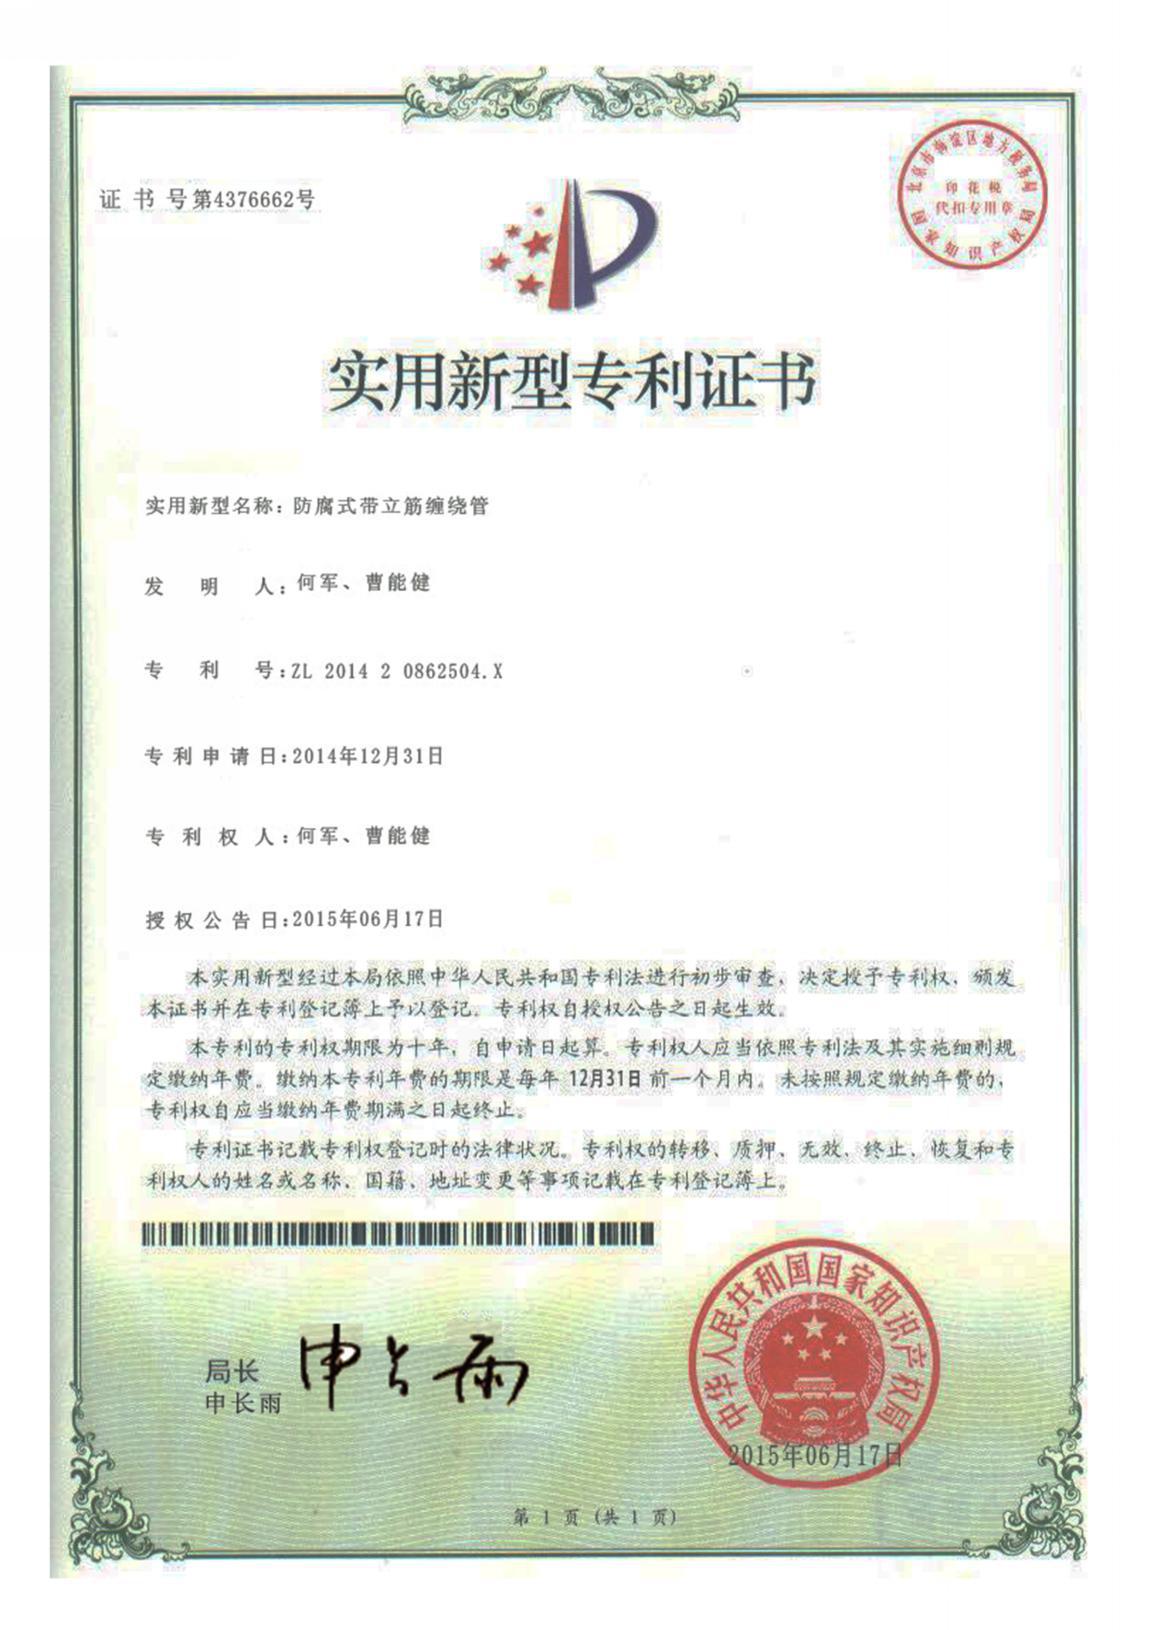 证书号第4376662号
北京市海淀区地方税务局
印花税
代扣专用章
国家知识产权局
实用新型专利证书
实用新型名称：防腐式带立筋缠绕管
发明人：何军、曹能健
专利号：ZL 2014 2 0862504.X
专利申请日：2014年12月31日
专利权人：何军、曹能健
授权公告日：2015年06月17日
本实用新型经过本局依照中华人民共和国专利法进行初步审查，决定授予专利权，颁发
本证书并在专利登记簿上予以登记。专利权自授权公告之日起生效。
本专利的专利权期限为十年，自申请日起算。专利权人应当依照专利法及其实施细则规
定缴纳年费。缴纳本专利年费的期限是每年12月31日前一个月内。未按照规定缴纳年费的，
专利权自应当缴纳年费期满之日起终止。
专利证书记载专利权登记时的法律状况。专利权的转移、质押、无效、终止、恢复和专
利权人的姓名或名称、国籍、地址变更等事项记载在专利登记簿上。
局长
申长雨
申长雨
中华人民共和国国家知识产权局
2015年06月17日
第1页（共1页）